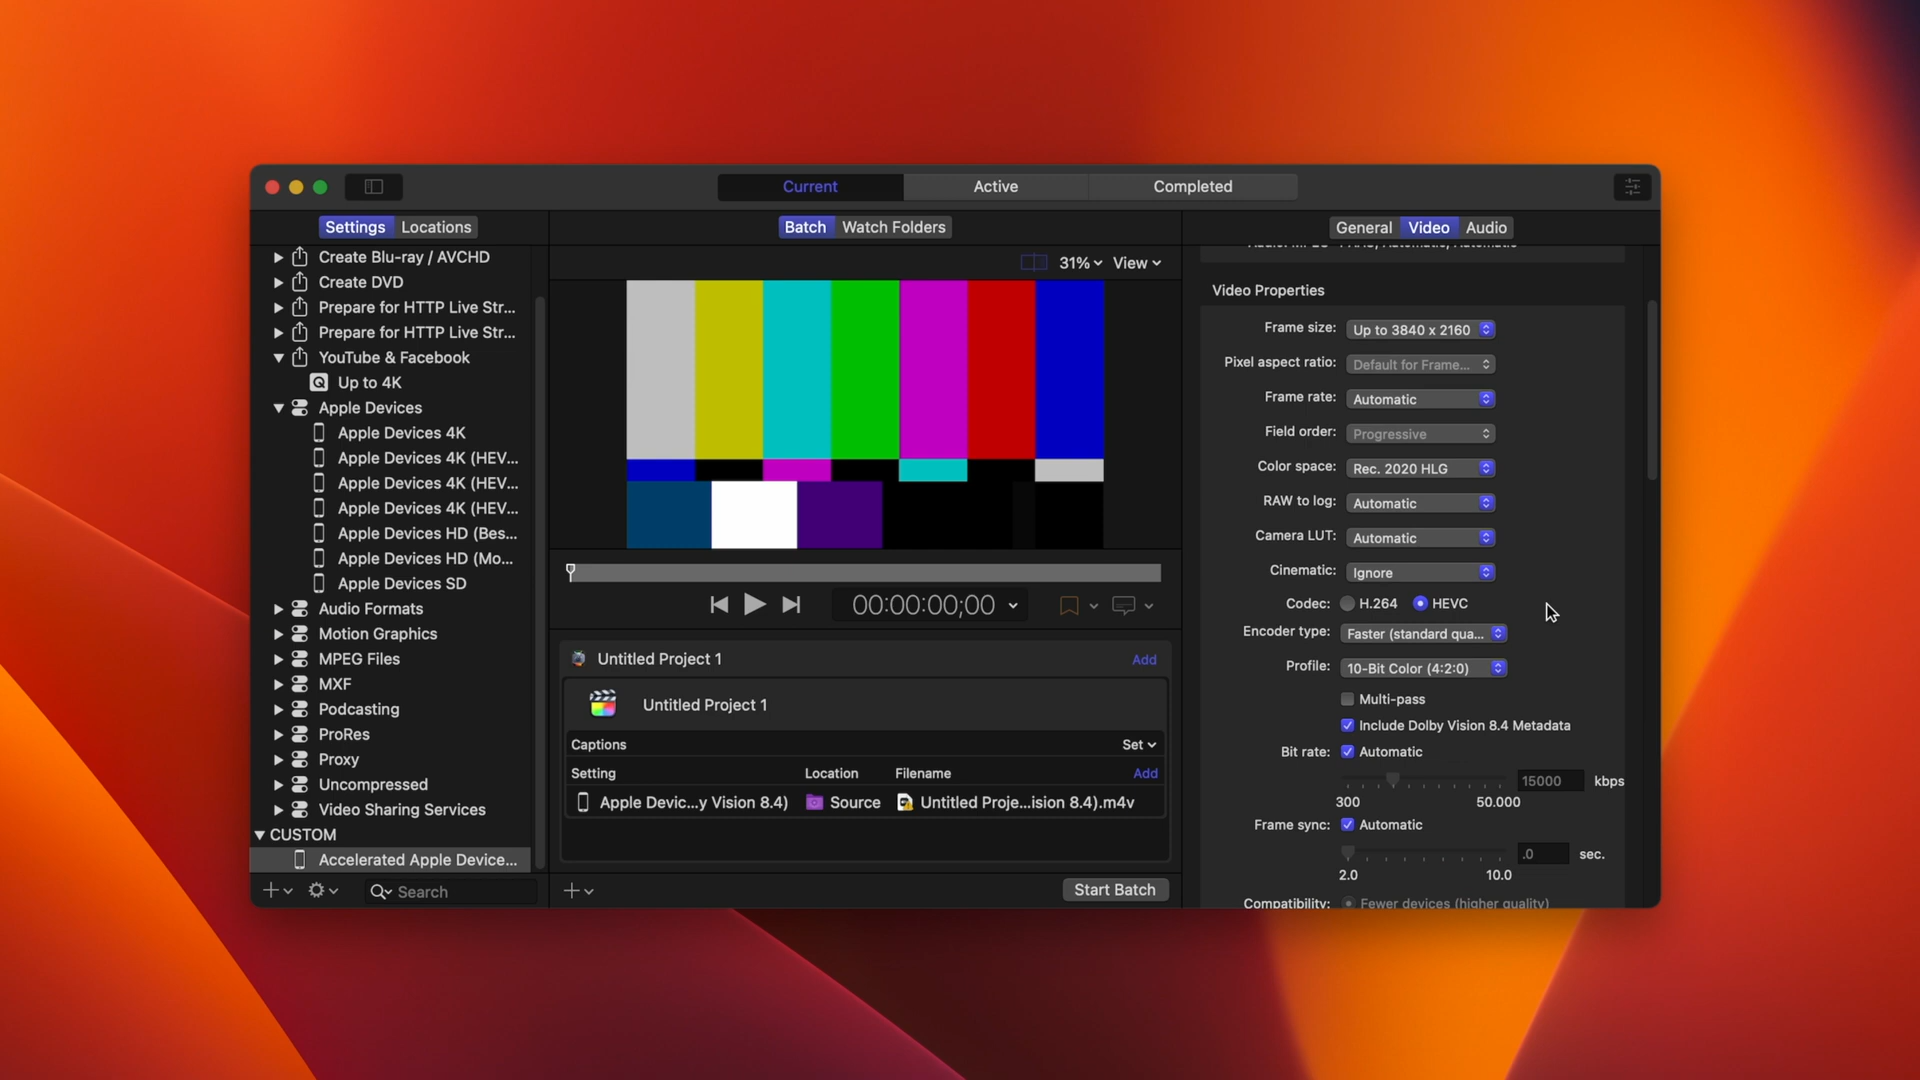 Current
Active
Completed
Settings
Locations
Batch
Watch Folders
General
Video
Audio
Create Blu-ray / AVCHD
Create DVD
Prepare for HTTP Live Str...
Prepare for HTTP Live Str...
YouTube & Facebook
Up to 4K
Apple Devices
Apple Devices 4K
Apple Devices 4K (HEV...
Apple Devices 4K (HEV...
Apple Devices 4K (HEV...
Apple Devices HD (Bes...
Apple Devices HD (Mo...
Apple Devices SD
Audio Formats
Motion Graphics
MPEG Files
MXF
Podcasting
ProRes
Proxy
Uncompressed
Video Sharing Services
CUSTOM
Accelerated Apple Device...
Search
31%
View
00:00:00;00
Untitled Project 1
Add
Untitled Project 1
Captions
Set
Setting
Location
Filename
Add
Apple Devic...y Vision 8.4)
Source
Untitled Proje...ision 8.4).m4v
Start Batch
Video Properties
Frame size: Up to 3840 x 2160
Pixel aspect ratio: Default for Frame...
Frame rate: Automatic
Field order: Progressive
Color space: Rec. 2020 HLG
RAW to log: Automatic
Camera LUT: Automatic
Cinematic: Ignore
Codec: H.264 HEVC
Encoder type: Faster (standard qua...
Profile: 10-Bit Color (4:2:0)
Multi-pass
Include Dolby Vision 8.4 Metadata
Bit rate: Automatic
15000 kbps
300 50.000
Frame sync: Automatic
.0 sec.
2.0 10.0
Compatibility: Fewer devices (higher quality)